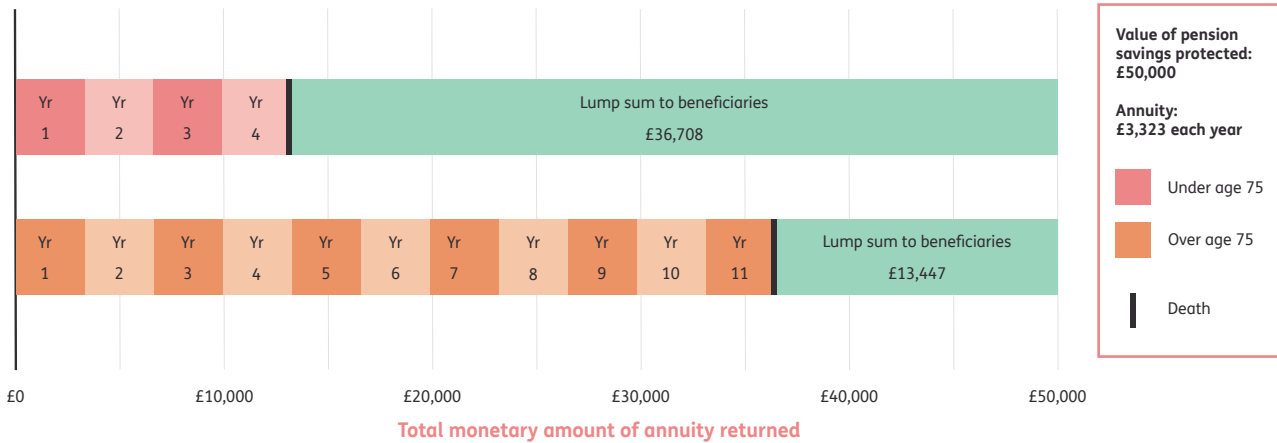 Yr Yr Yr Yr
1 2 3 4
Lump sum to beneficiaries
£36,708
Yr Yr Yr Yr Yr Yr Yr Yr Yr Yr Yr
1 2 3 4 5 6 7 8 9 10 11
Lump sum to beneficiaries
£13,447
£0 £10,000 £20,000 £30,000 £40,000 £50,000
Total monetary amount of annuity returned
Value of pension
savings protected:
£50,000
Annuity:
£3,323 each year
Under age 75
Over age 75
Death